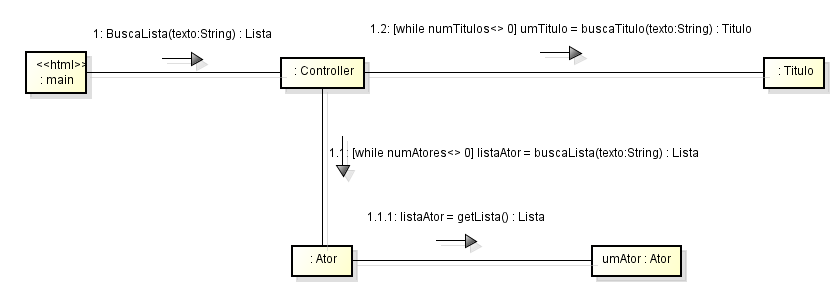 1.2: [while numTitulos<> 0] umTitulo = buscaTitulo(texto:String) : Titulo
1: BuscaLista(texto:String) : Lista
<<html>>
: main
: Controller
: Titulo
1.1: [while numAtores<> 0] listaAtor = buscaLista(texto:String) : Lista
1.1.1: listaAtor = getLista() : Lista
: Ator
umAtor : Ator